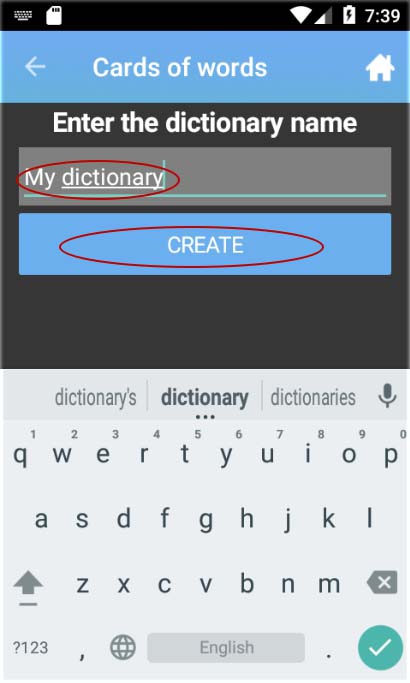 7:39
Cards of words
Enter the dictionary name
My dictionary
CREATE
dictionary's dictionary dictionaries
1 2 3 4 5 6 7 8 9 0
q w e r t y u i o p
a s d f g h j k l
z x c v b n m
?123 , English .